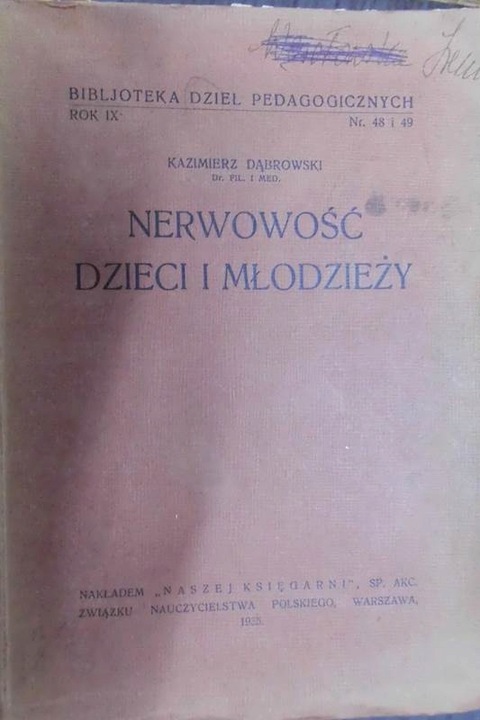 BIBLJOTEKA DZIEŁ PEDAGOGICZNYCH
ROK IX Nr. 48 i 49
KAZIMIERZ DĄBROWSKI
Dr. FIL. I MED.
NERWOWOŚĆ
DZIECI I MŁODZIEŻY
NAKŁADEM „NASZEJ KSIĘGARNI”, SP. AKC.
ZWIĄZKU NAUCZYCIELSTWA POLSKIEGO, WARSZAWA,
1935.